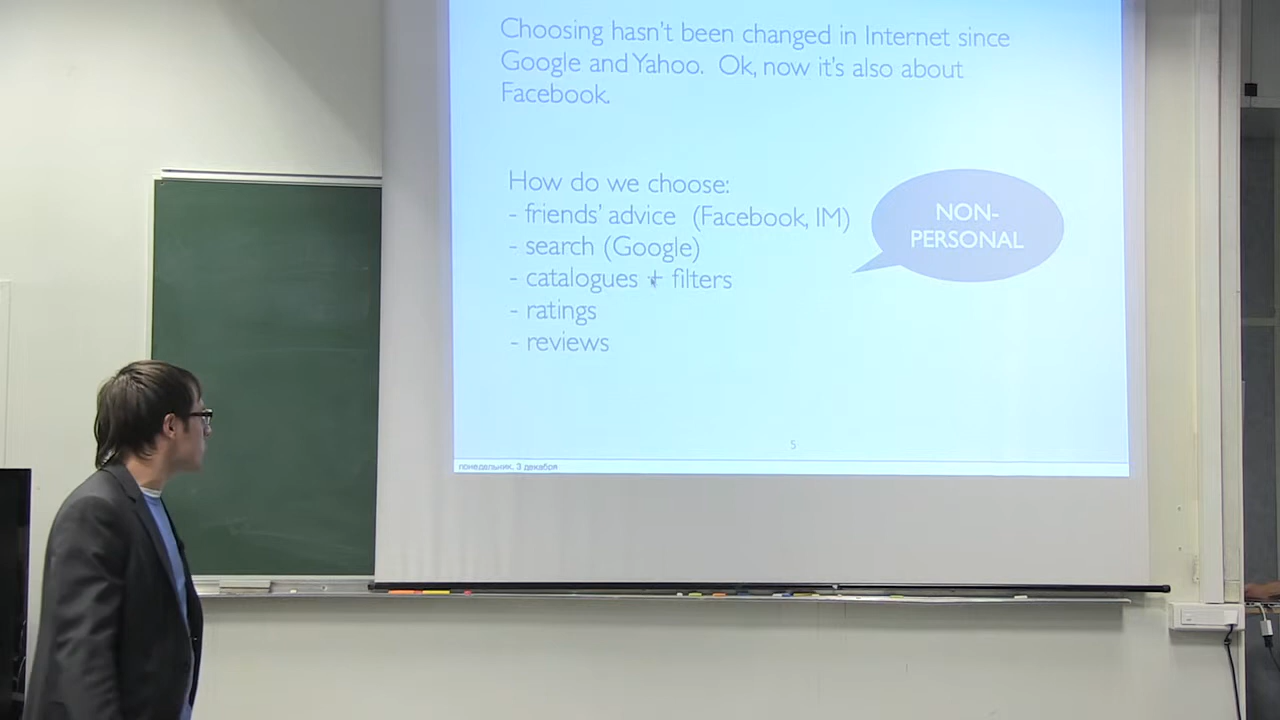 Choosing hasn't been changed in Internet since
Google and Yahoo. Ok, now it's also about
Facebook.
How do we choose:
- friends' advice (Facebook, IM)
- search (Google)
- catalogues + filters
- ratings
- reviews
NON-
PERSONAL
5
понедельник, 3 декабря